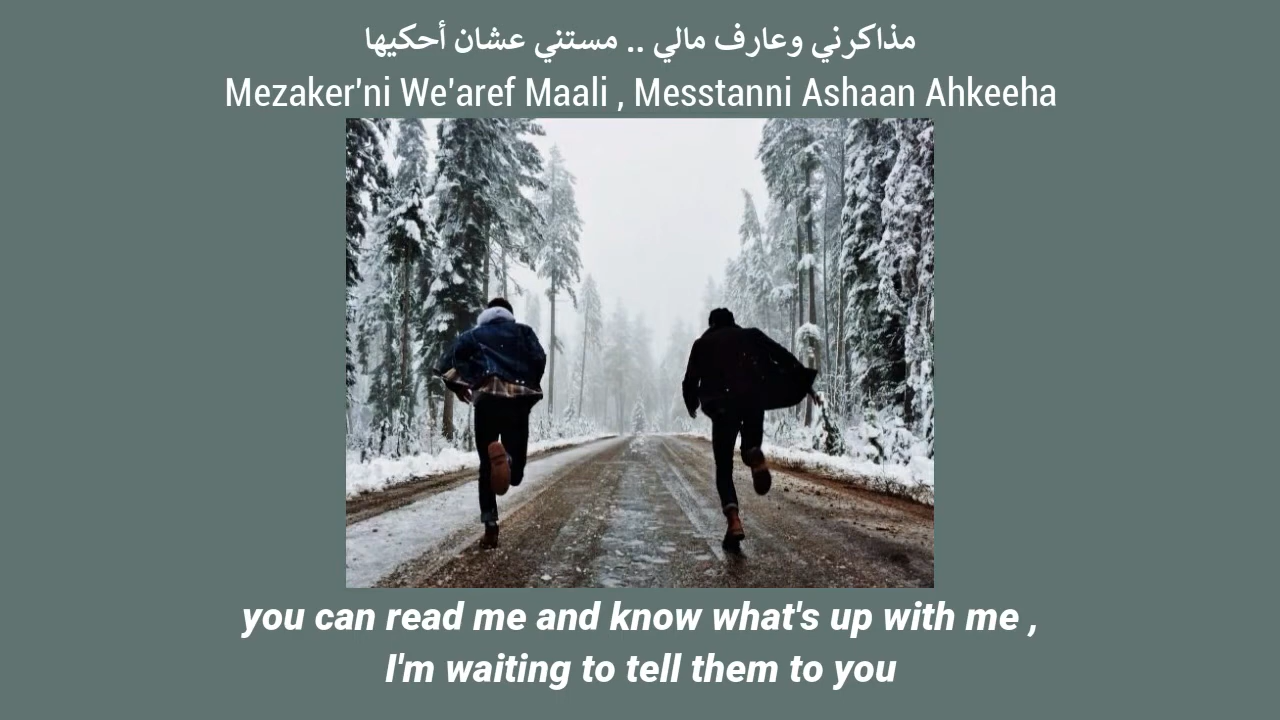 مذاكرني وعارف مالي .. مستني عشان أحكيها
Mezaker'ni We'aref Maali , Messtanni Ashaan Ahkeeha
you can read me and know what's up with me ,
I'm waiting to tell them to you